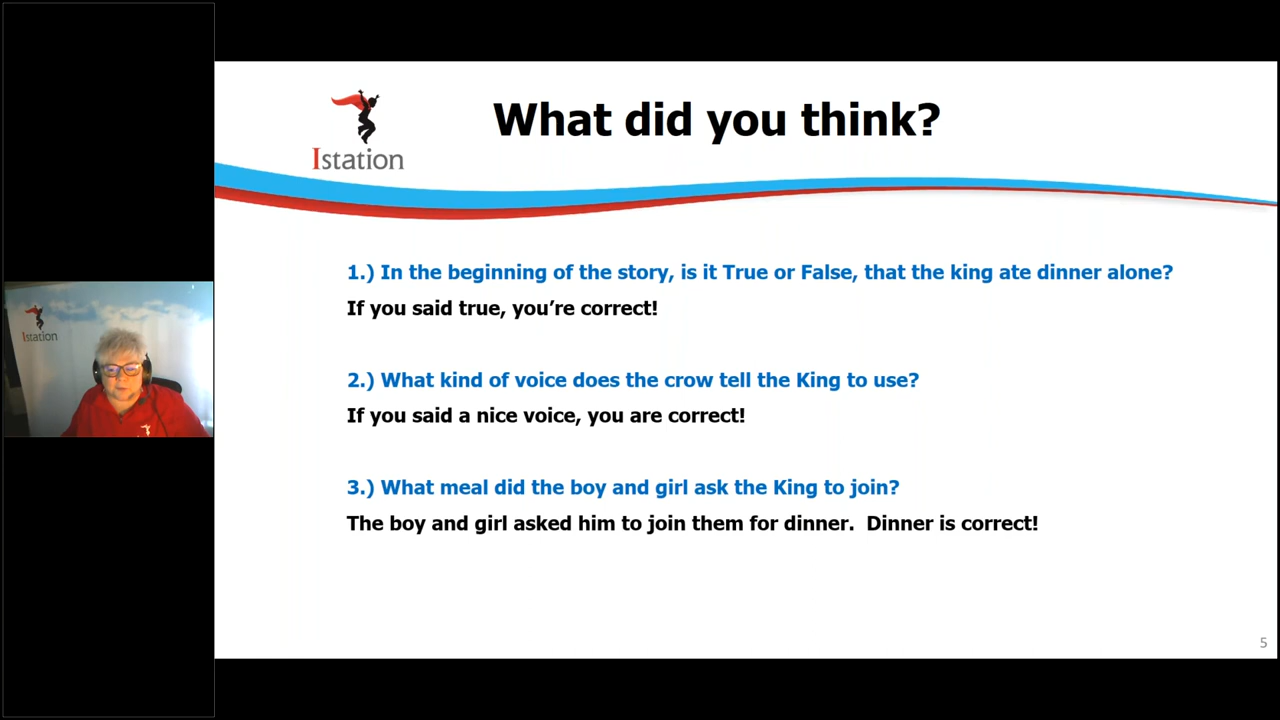 Istation
What did you think?
1.) In the beginning of the story, is it True or False, that the king ate dinner alone?
If you said true, you’re correct!
2.) What kind of voice does the crow tell the King to use?
If you said a nice voice, you are correct!
3.) What meal did the boy and girl ask the King to join?
The boy and girl asked him to join them for dinner.  Dinner is correct!
Istation
5